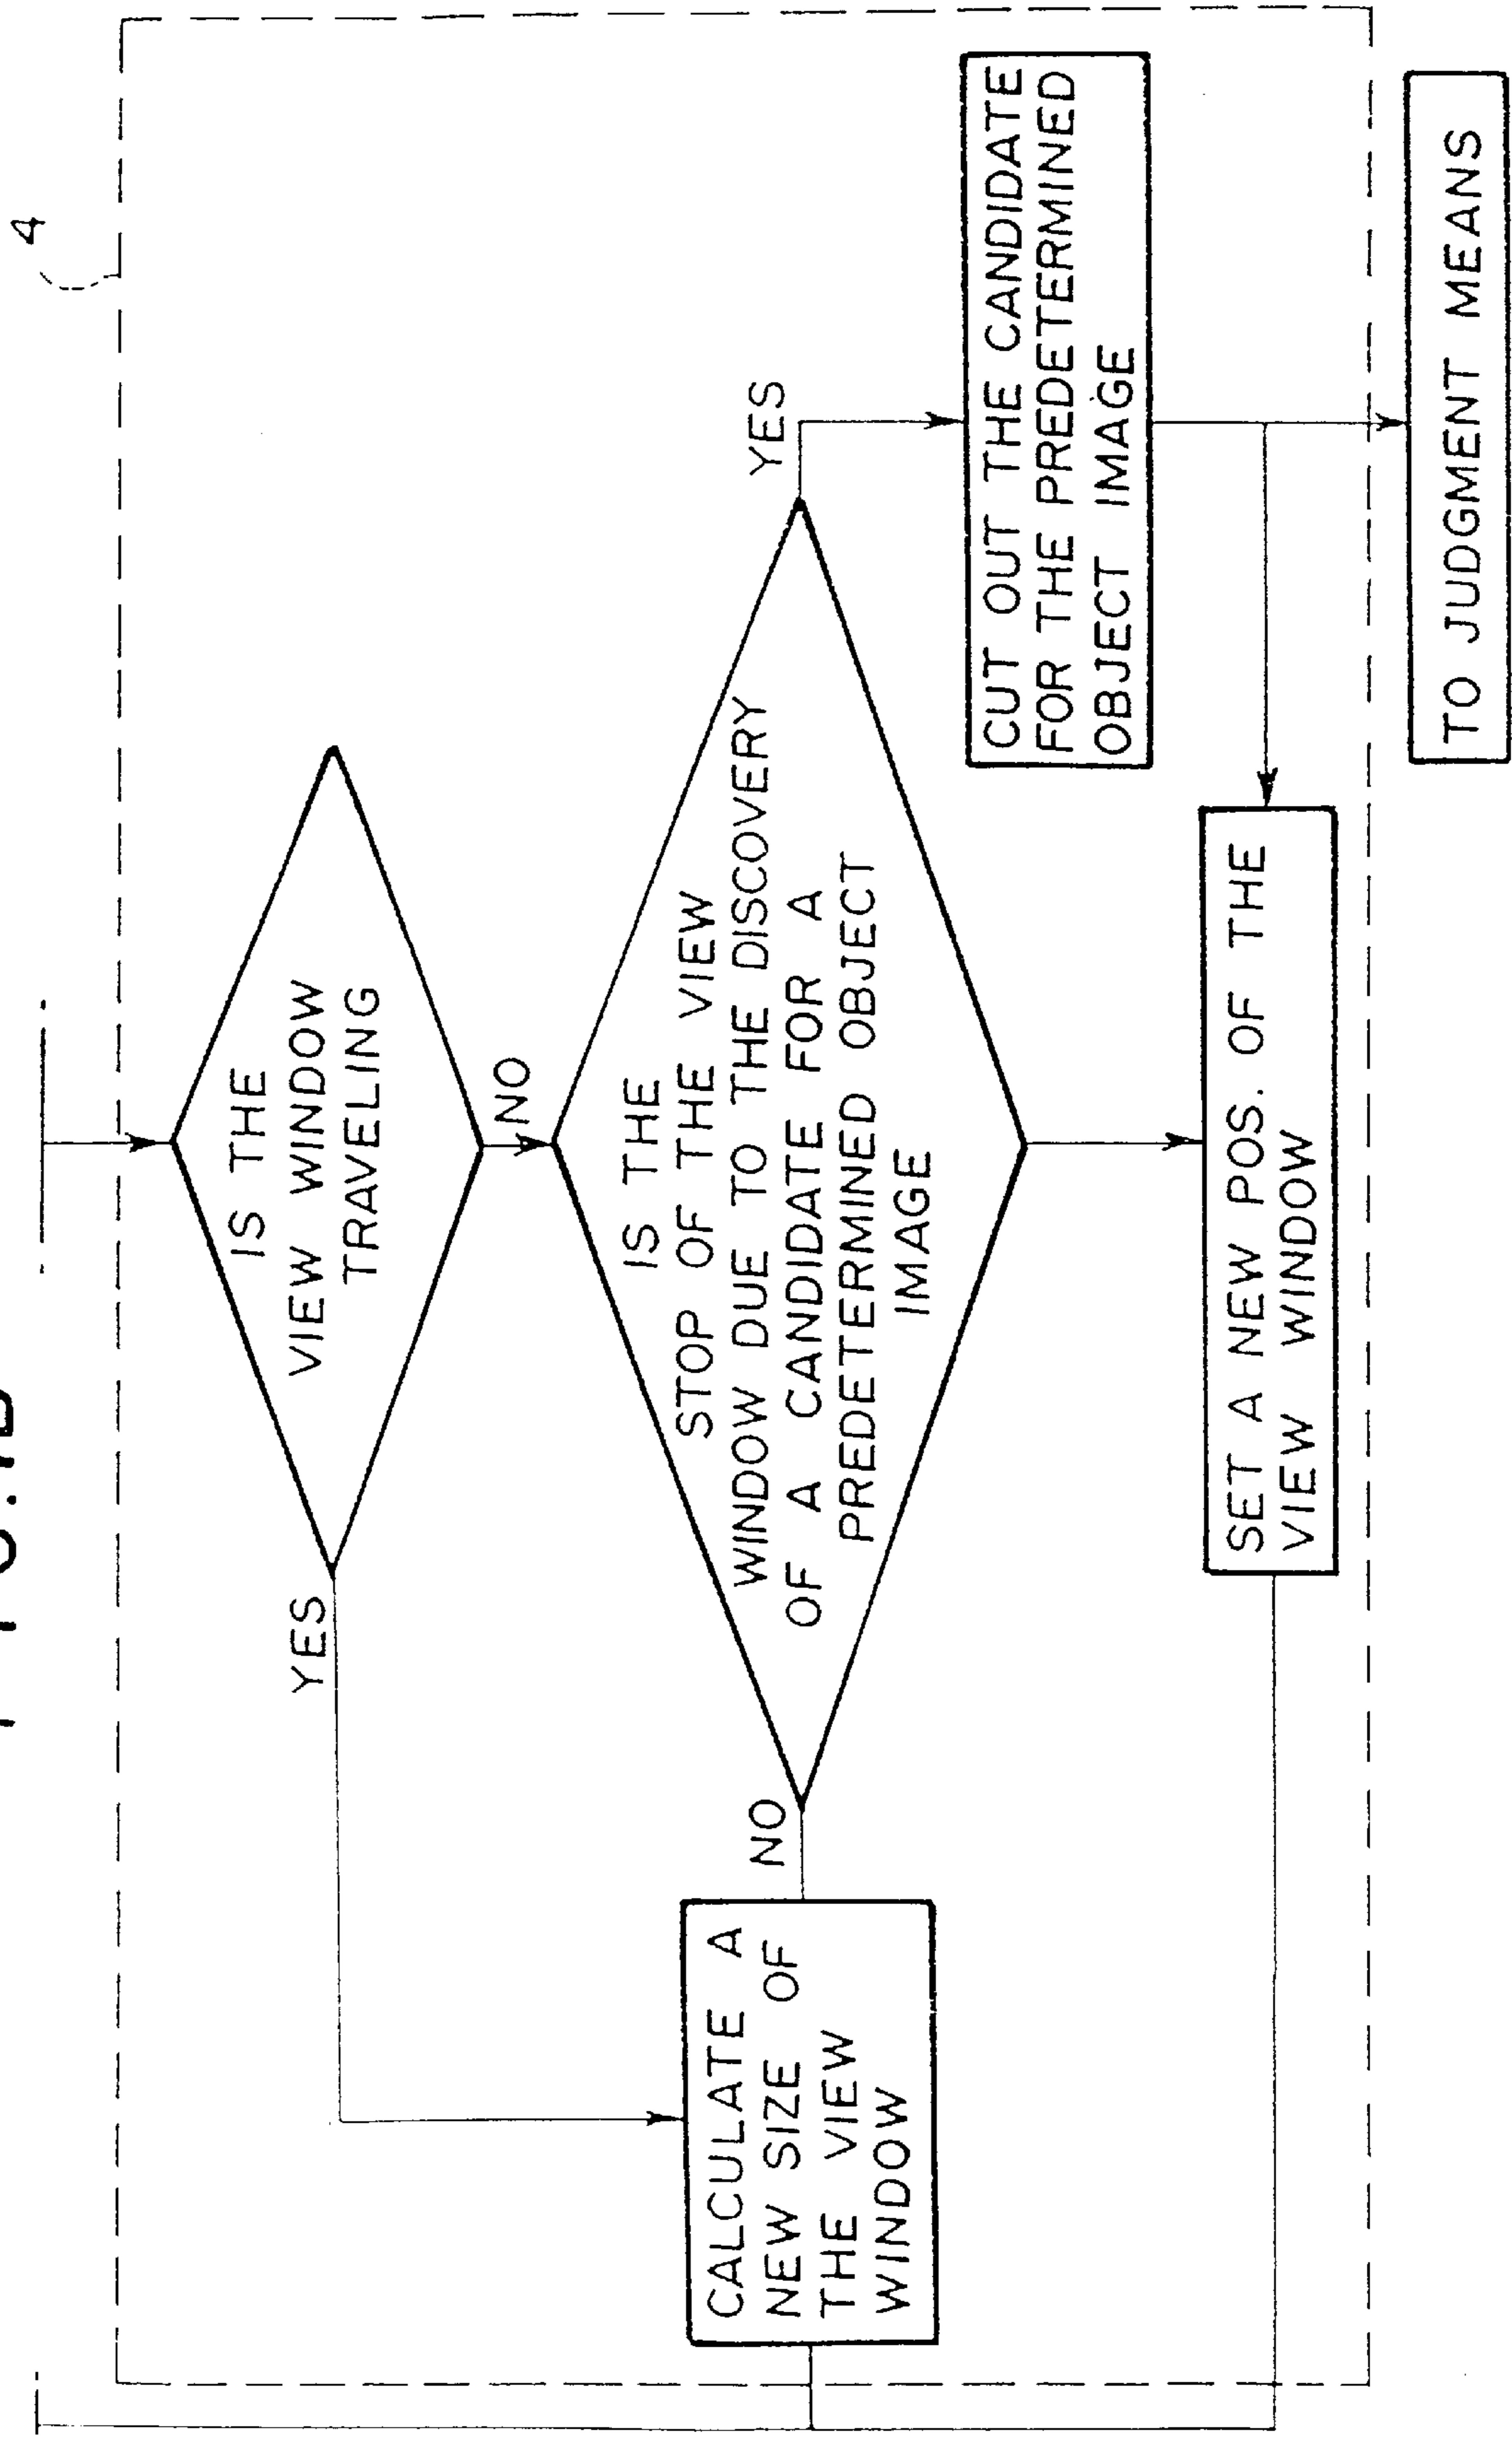 4
IS THE
VIEW WINDOW
TRAVELING
YES
NO
IS THE
STOP OF THE VIEW
WINDOW DUE TO THE DISCOVERY
OF A CANDIDATE FOR A
PREDETERMINED OBJECT
IMAGE
NO
YES
CALCULATE A
NEW SIZE OF
THE VIEW
WINDOW
CUT OUT THE CANDIDATE
FOR THE PREDETERMINED
OBJECT IMAGE
SET A NEW POS. OF THE
VIEW WINDOW
TO JUDGMENT MEANS